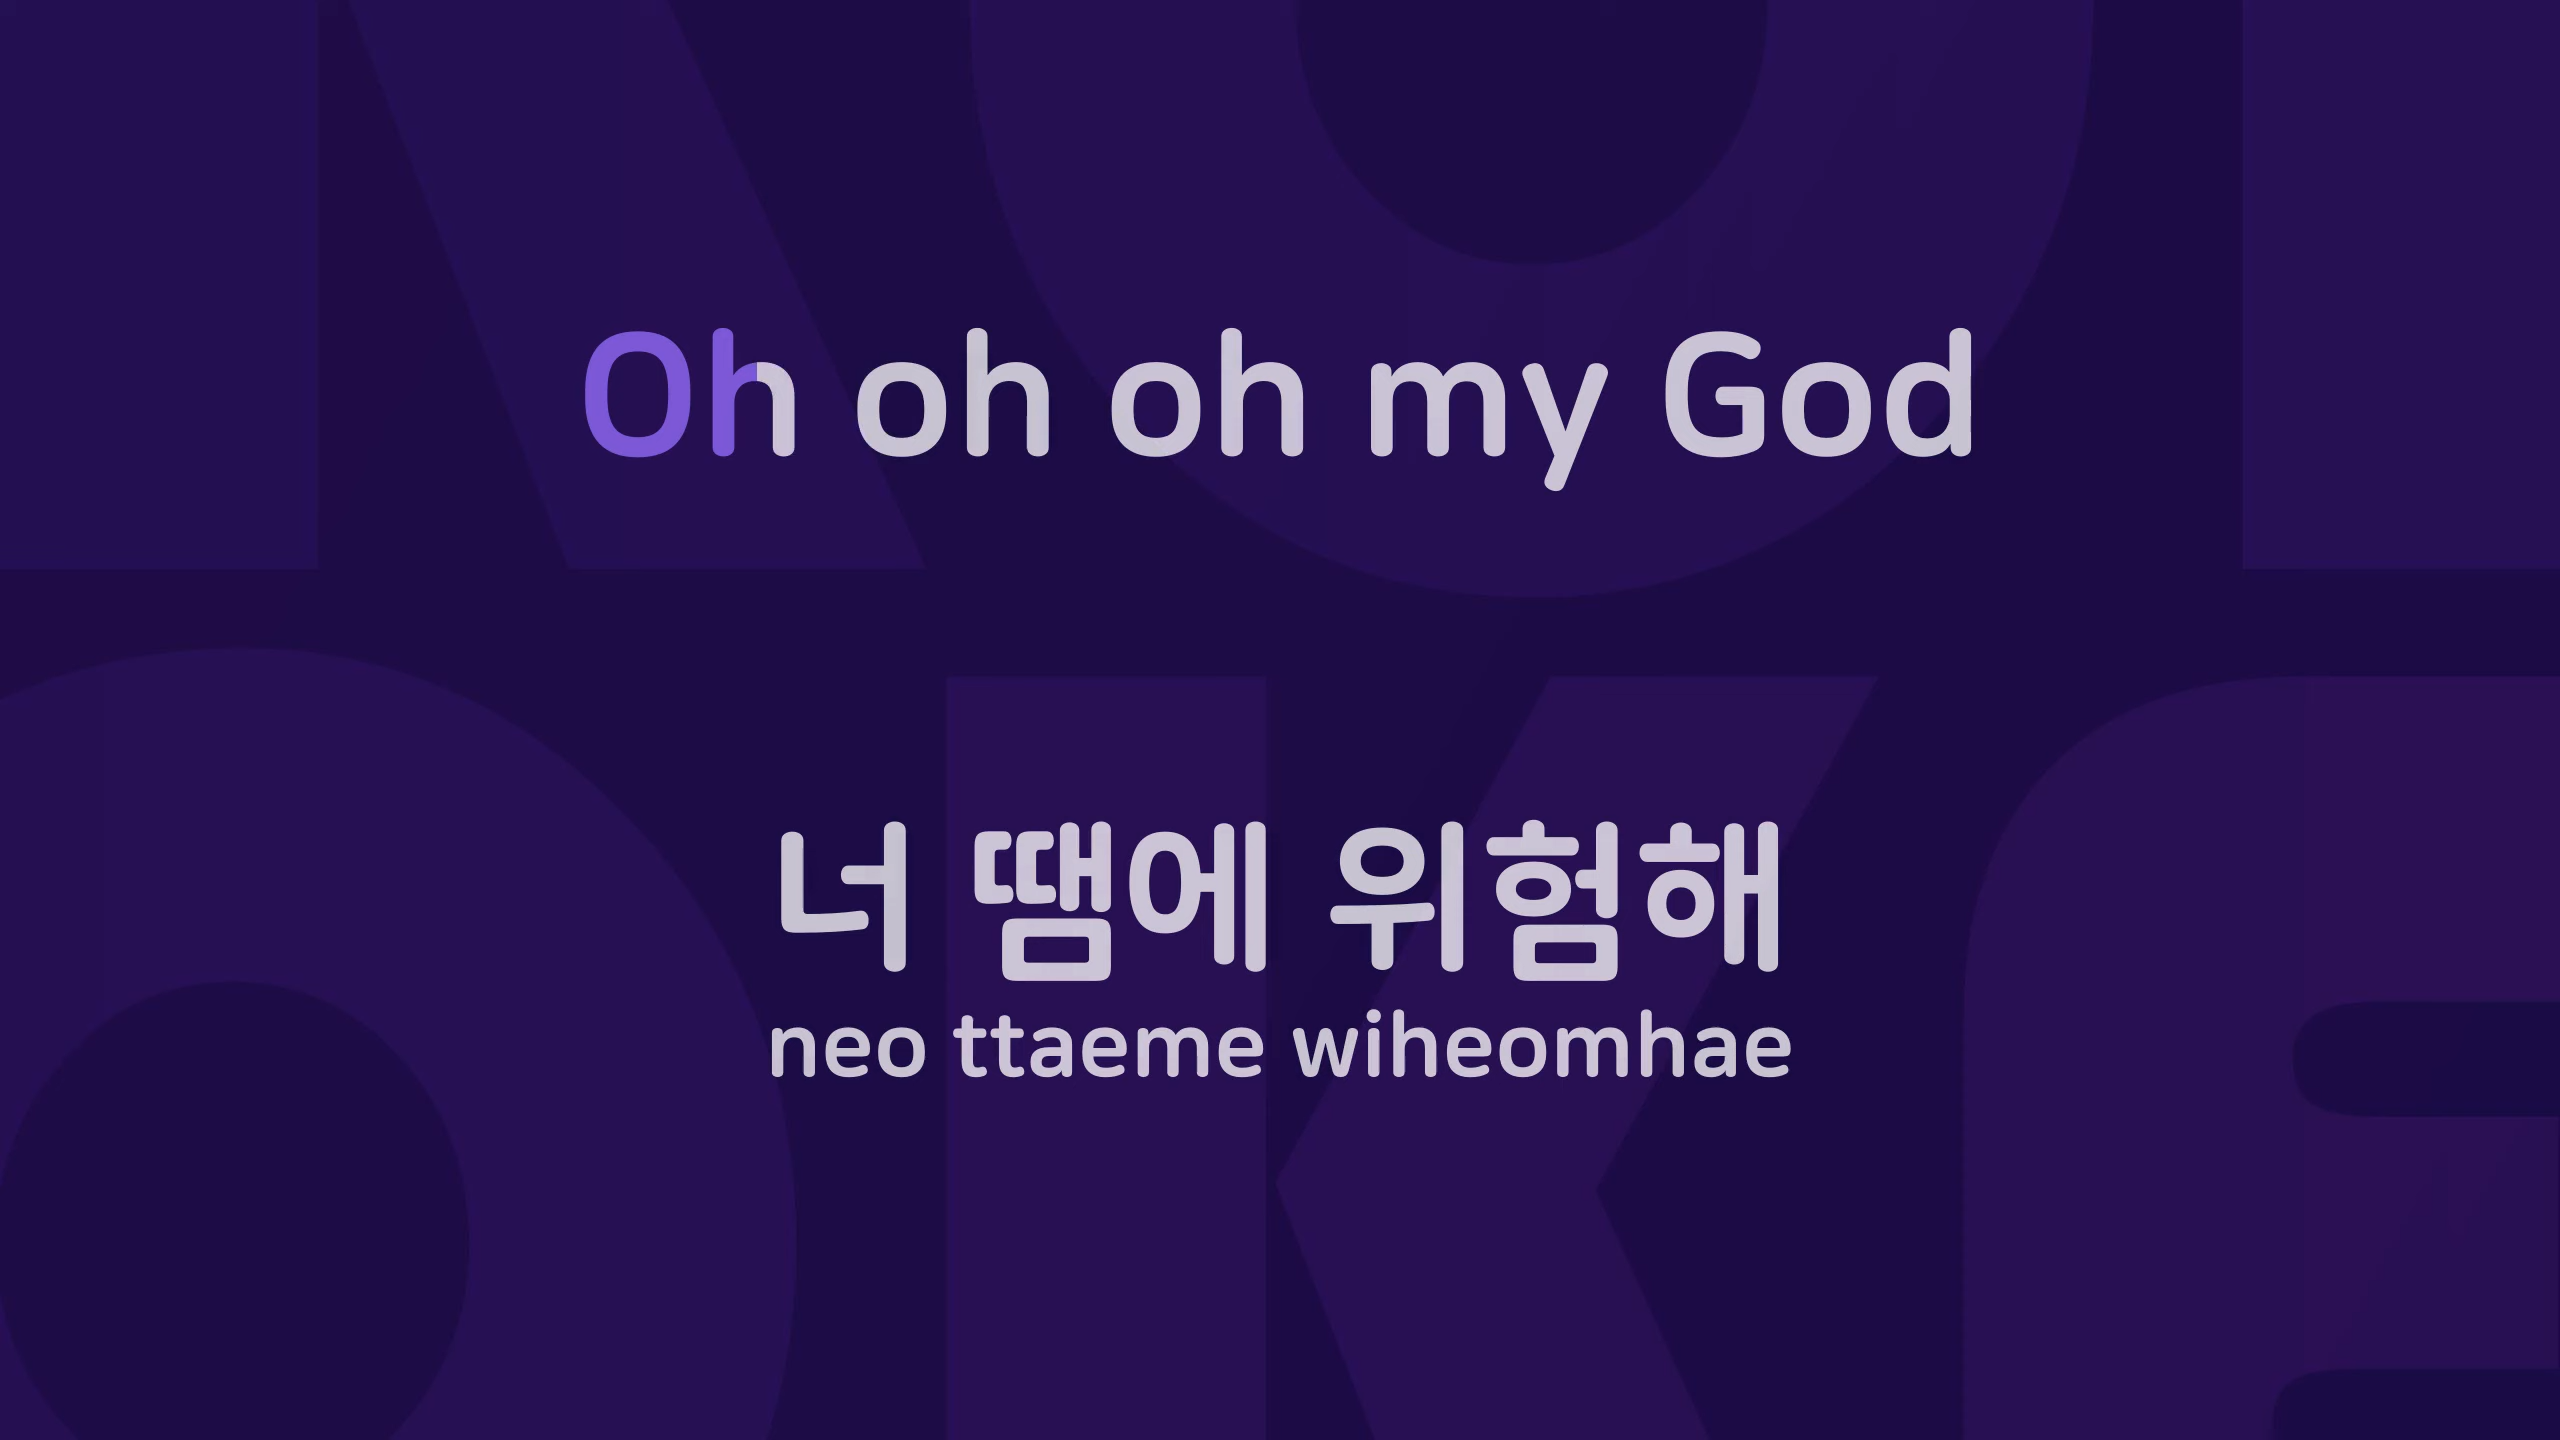 Oh oh oh my God
너 땜에 위험해
neo ttaeme wiheomhae